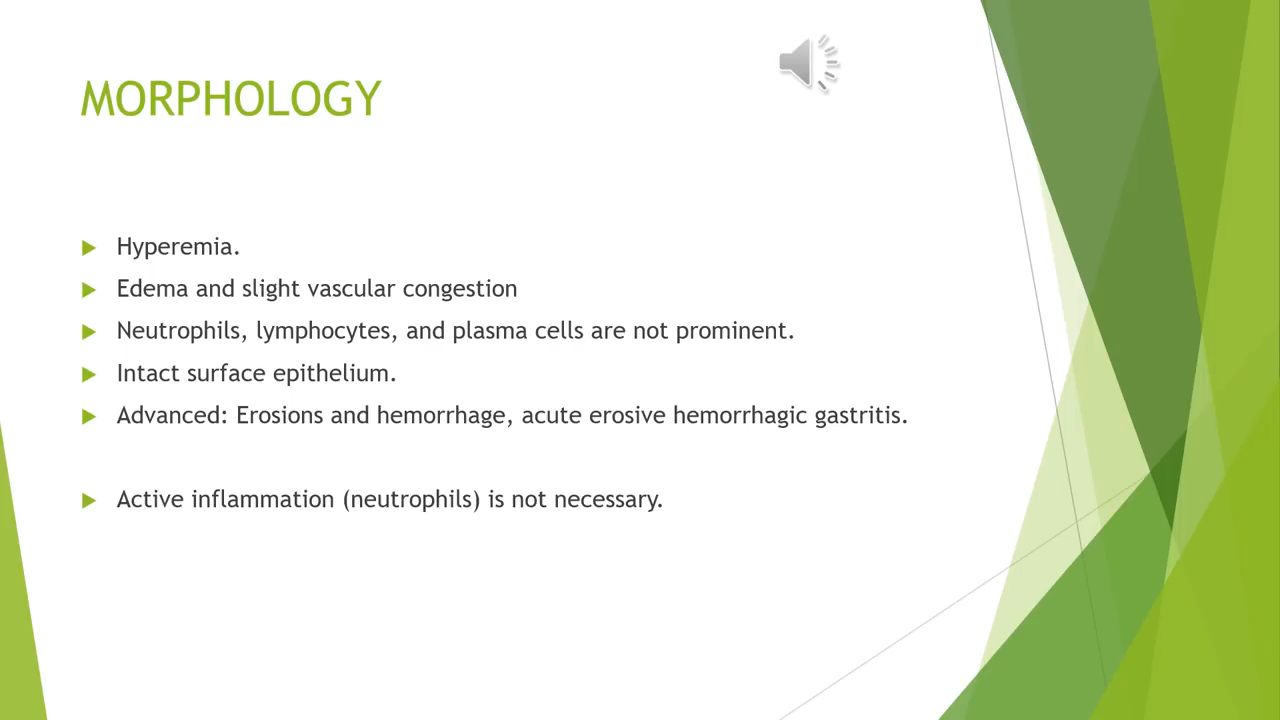 MORPHOLOGY
Hyperemia.
Edema and slight vascular congestion
Neutrophils, lymphocytes, and plasma cells are not prominent.
Intact surface epithelium.
Advanced: Erosions and hemorrhage, acute erosive hemorrhagic gastritis.
Active inflammation (neutrophils) is not necessary.